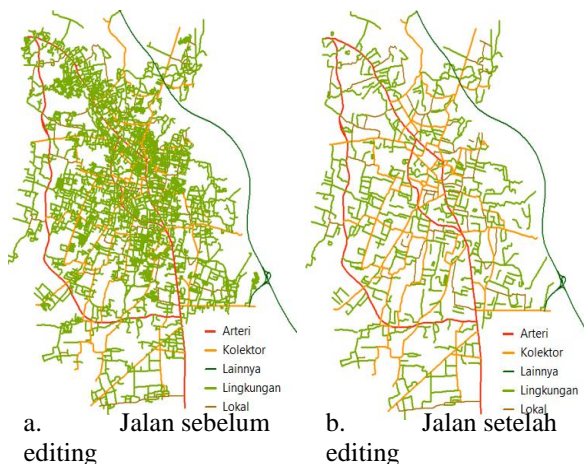 Arteri
Kolektor
Lainnya
Lingkungan
Lokal
a. Jalan sebelum
editing
Arteri
Kolektor
Lainnya
Lingkungan
Lokal
b. Jalan setelah
editing